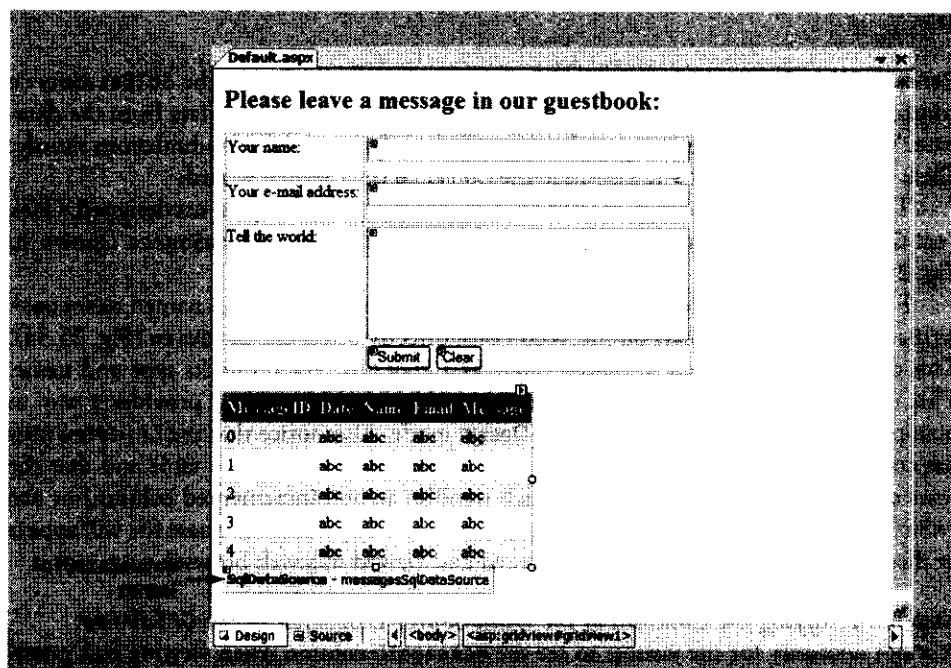 Default.aspx
Please leave a message in our guestbook:
Your name:
Your e-mail address:
Tell the world:
Submit Clear
MessageID Date Name Email Message
0 abc abc abc abc
1 abc abc abc abc
2 abc abc abc abc
3 abc abc abc abc
4 abc abc abc abc
SqlDataSource - messagesSqlDataSource
Design Source <body> <asp:gridview#gridview1>